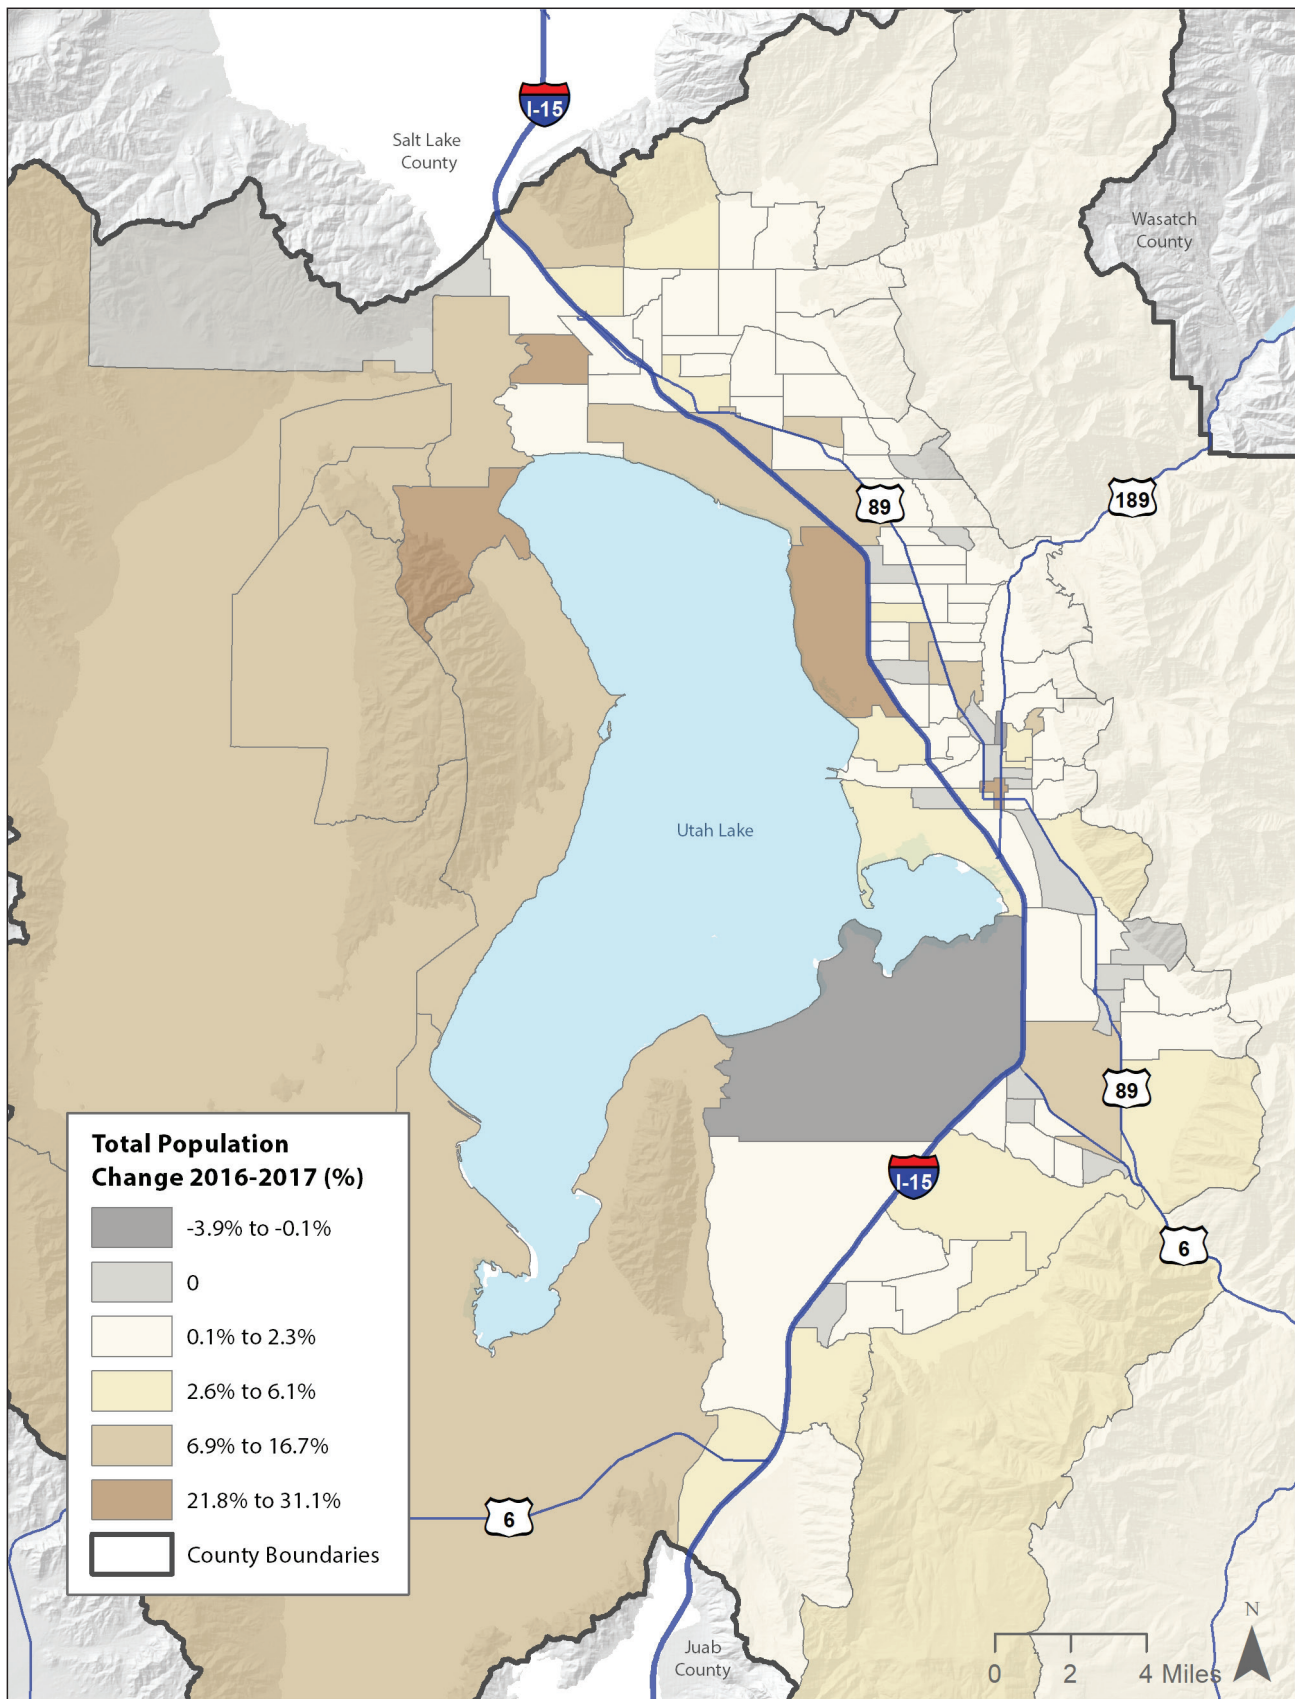 I-15
Salt Lake
County
Wasatch
County
89
189
Utah Lake
89
I-15
6
Total Population
Change 2016-2017 (%)
-3.9% to -0.1%
0
0.1% to 2.3%
2.6% to 6.1%
6.9% to 16.7%
21.8% to 31.1%
County Boundaries
6
Juab
County
N
0 2 4 Miles